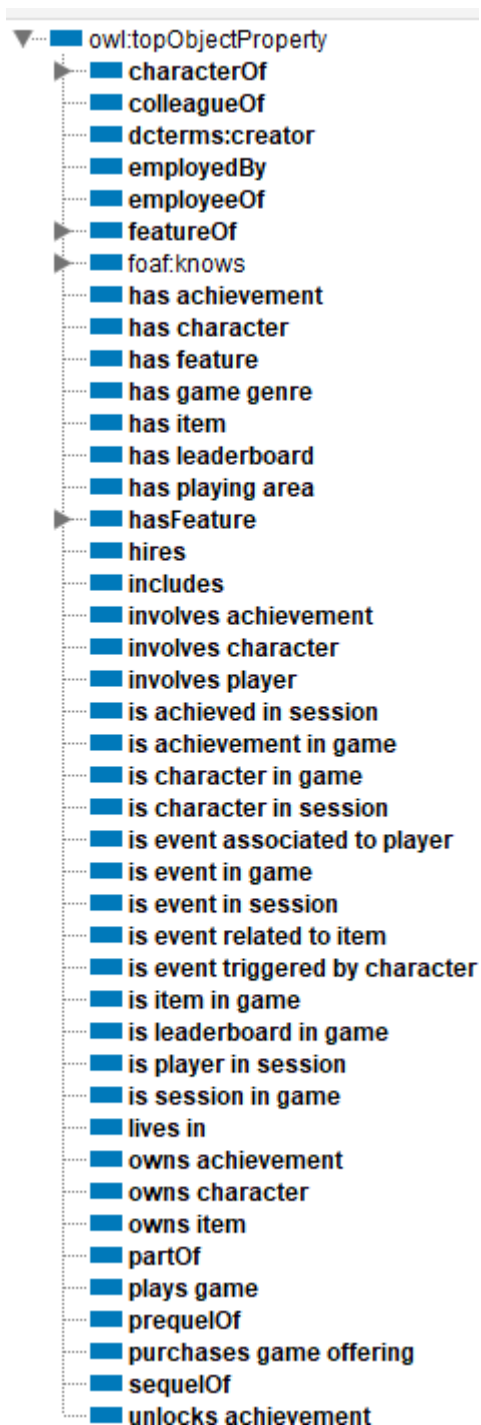 owl:topObjectProperty
characterOf
colleagueOf
dcterms:creator
employedBy
employeeOf
featureOf
foaf:knows
has achievement
has character
has feature
has game genre
has item
has leaderboard
has playing area
hasFeature
hires
includes
involves achievement
involves character
involves player
is achieved in session
is achievement in game
is character in game
is character in session
is event associated to player
is event in game
is event in session
is event related to item
is event triggered by character
is item in game
is leaderboard in game
is player in session
is session in game
lives in
owns achievement
owns character
owns item
partOf
plays game
prequelOf
purchases game offering
sequelOf
unlocks achievement